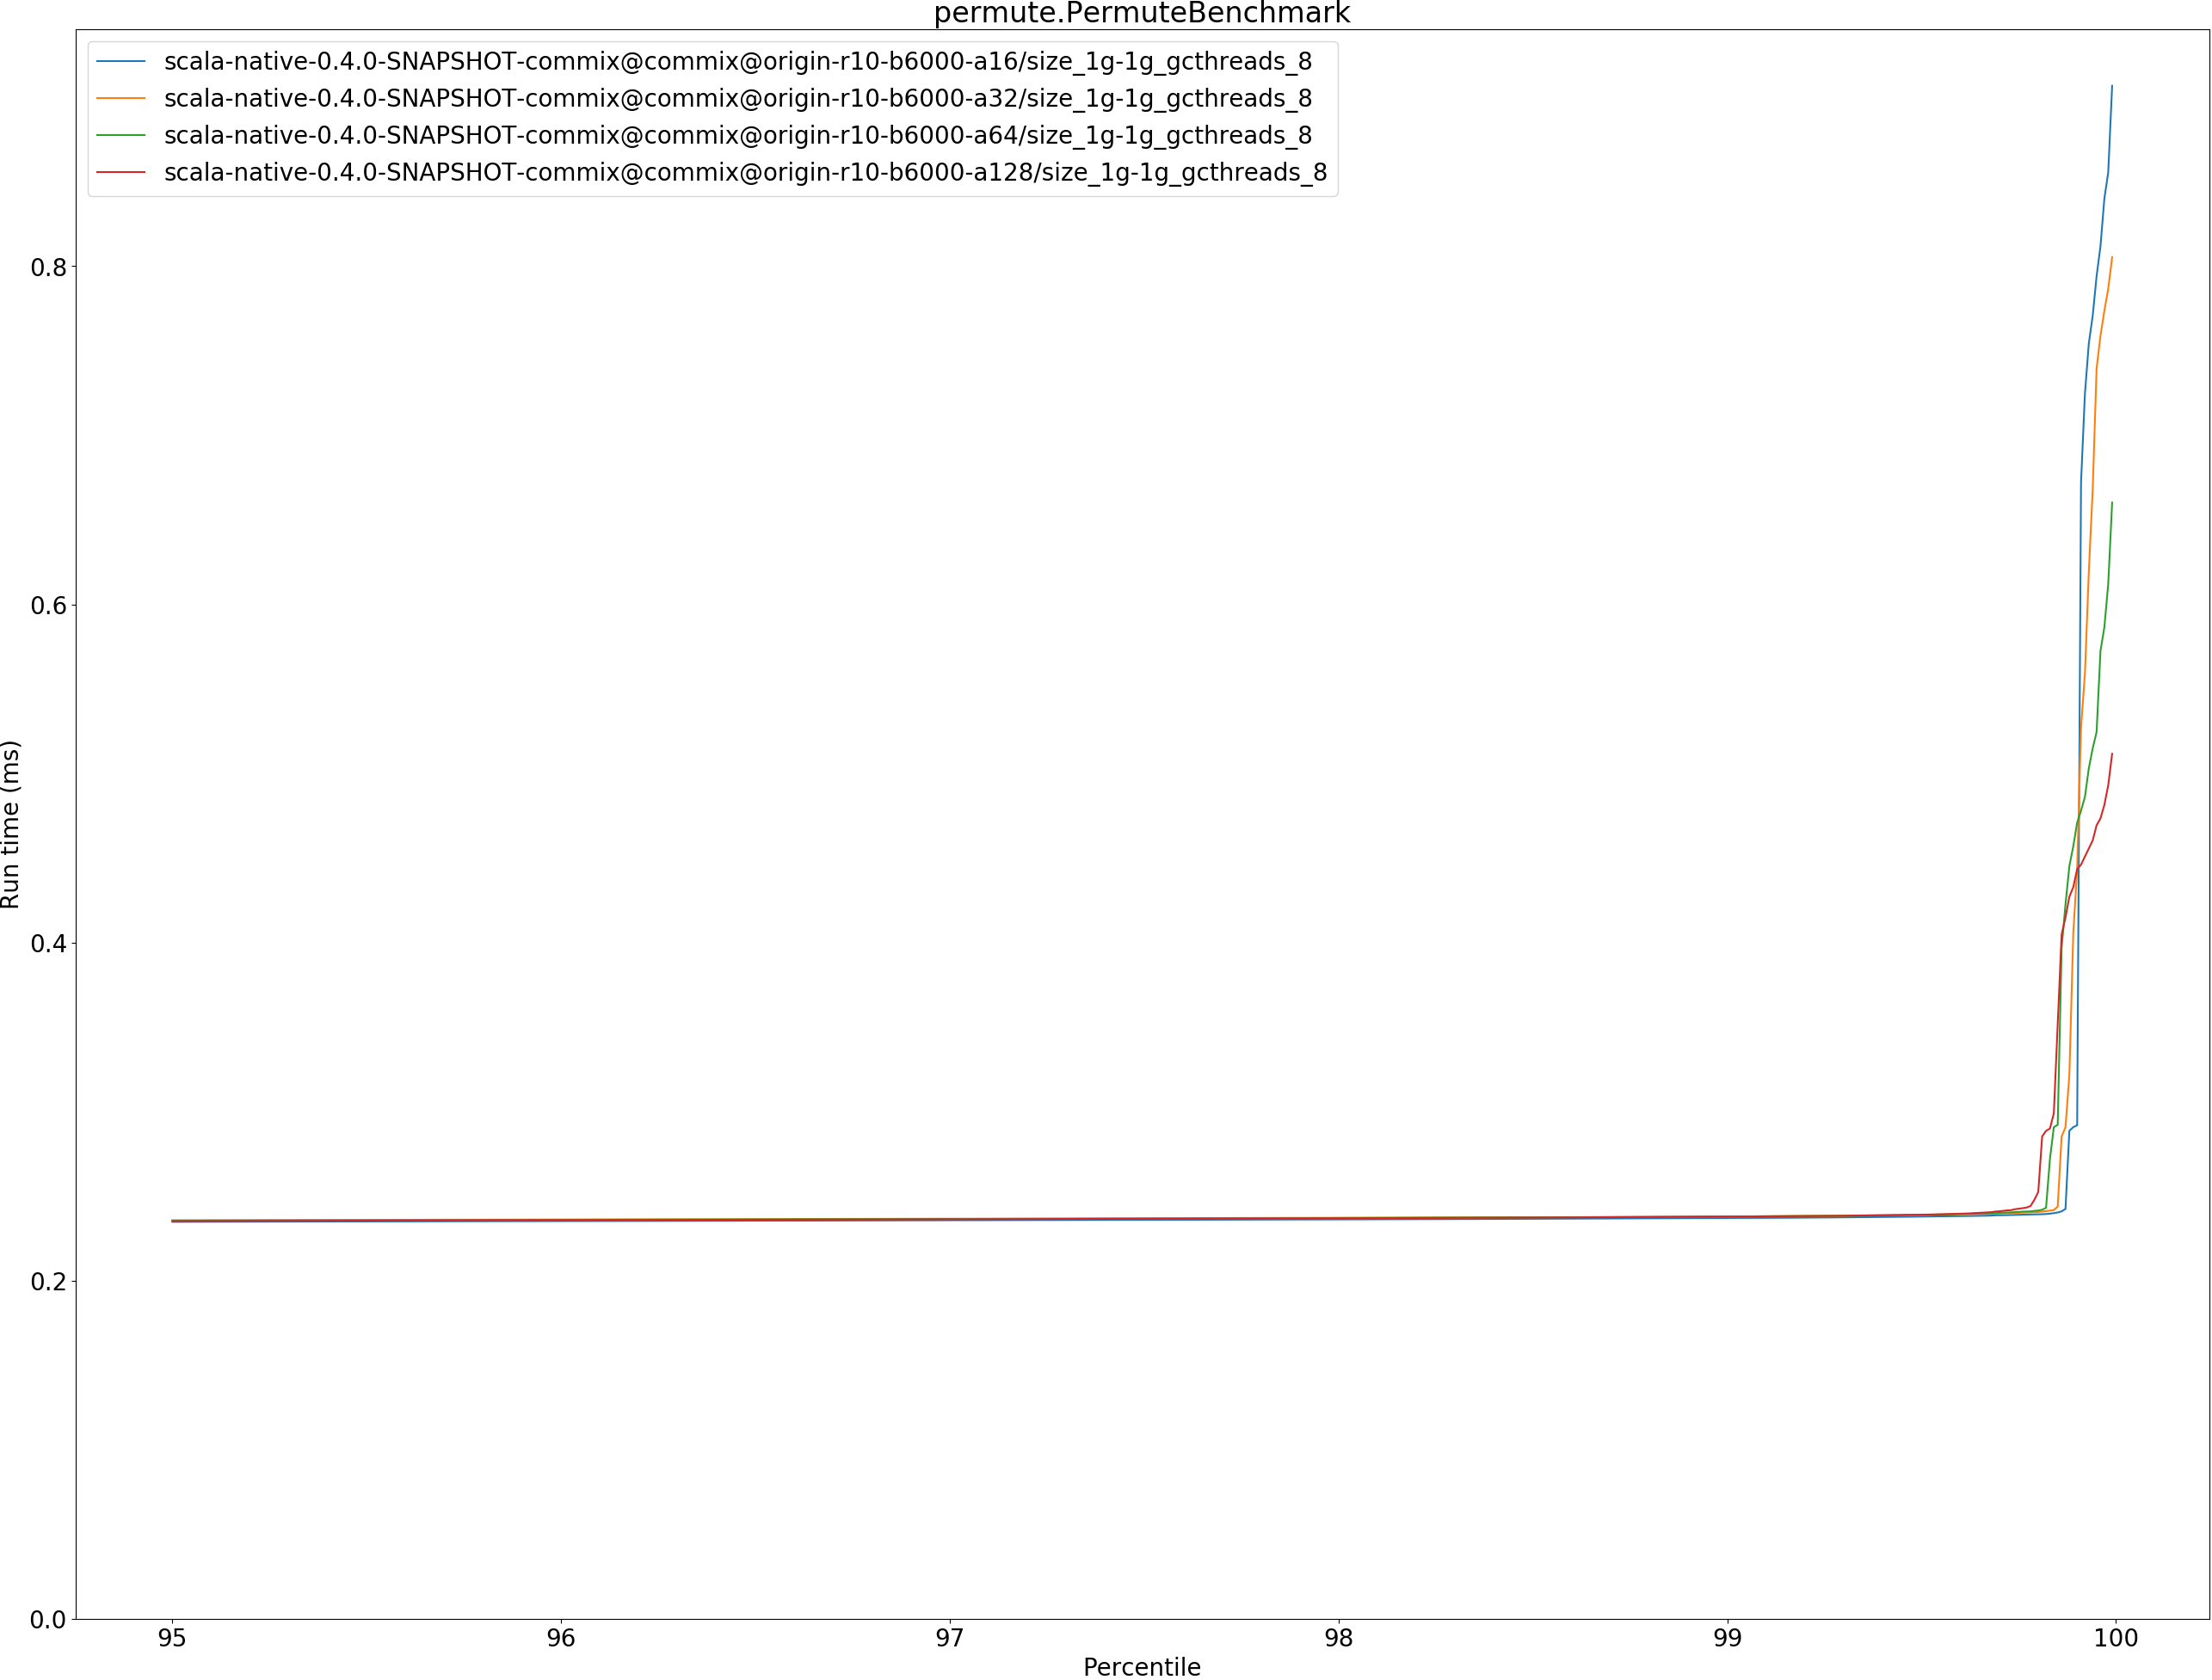 permute.PermuteBenchmark
scala-native-0.4.0-SNAPSHOT-commix@commix@origin-r10-b6000-a16/size_1g-1g_gcthreads_8
scala-native-0.4.0-SNAPSHOT-commix@commix@origin-r10-b6000-a32/size_1g-1g_gcthreads_8
scala-native-0.4.0-SNAPSHOT-commix@commix@origin-r10-b6000-a64/size_1g-1g_gcthreads_8
scala-native-0.4.0-SNAPSHOT-commix@commix@origin-r10-b6000-a128/size_1g-1g_gcthreads_8
0.8
0.6
0.4
0.2
0.0
Run time (ms)
95 96 97 98 99 100
Percentile